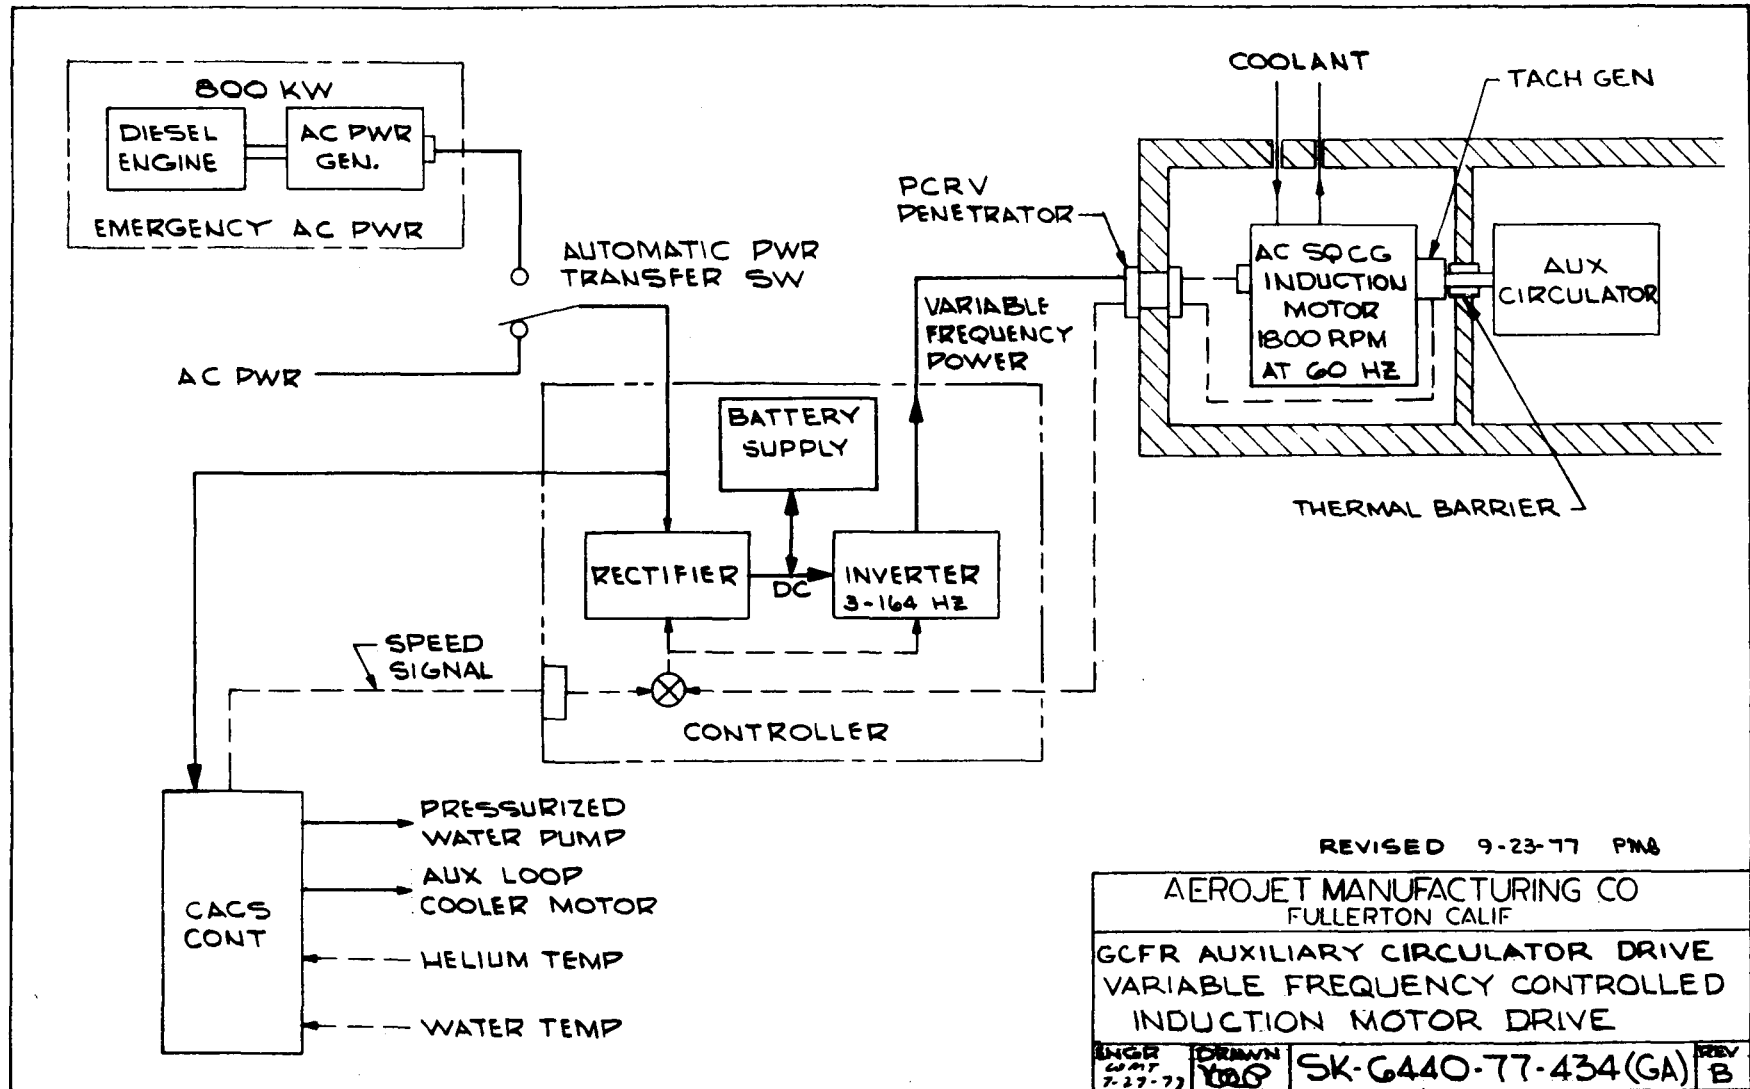 800 KW
DIESEL
ENGINE
AC PWR
GEN.
EMERGENCY AC PWR
AUTOMATIC PWR
TRANSFER SW
AC PWR
COOLANT
TACH GEN
PCRV
PENETRATOR
AC SQ CG
INDUCTION
MOTOR
1800 RPM
AT 60 HZ
AUX
CIRCULATOR
VARIABLE
FREQUENCY
POWER
THERMAL BARRIER
BATTERY
SUPPLY
RECTIFIER
DC
INVERTER
3-164 HZ
SPEED
SIGNAL
CONTROLLER
CACS
CONT
PRESSURIZED
WATER PUMP
AUX LOOP
COOLER MOTOR
HELIUM TEMP
WATER TEMP
REVISED 9-23-77 PMB
AEROJET MANUFACTURING CO
FULLERTON CALIF
GCFR AUXILIARY CIRCULATOR DRIVE
VARIABLE FREQUENCY CONTROLLED
INDUCTION MOTOR DRIVE
ENGR
DRAWN
SK-6440-77-434(GA)
REV
B